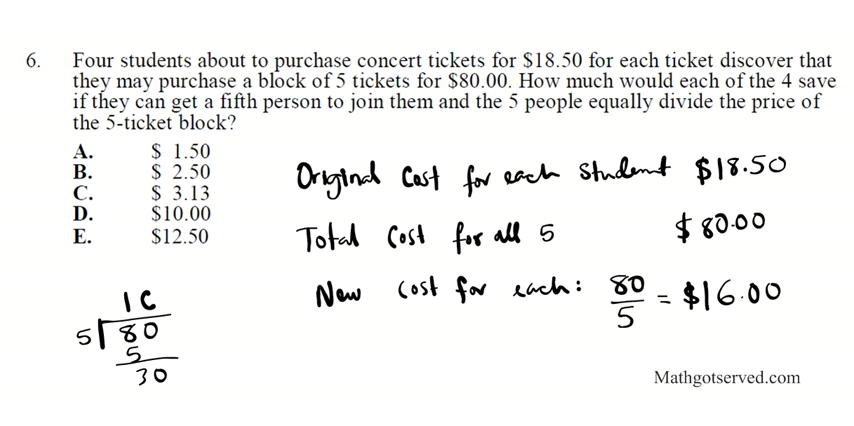 6. Four students about to purchase concert tickets for $18.50 for each ticket discover that
they may purchase a block of 5 tickets for $80.00. How much would each of the 4 save
if they can get a fifth person to join them and the 5 people equally divide the price of
the 5-ticket block?
A. $ 1.50
B. $ 2.50
C. $ 3.13
D. $10.00
E. $12.50
Original Cost for each student $18.50
Total Cost for all 5 $80.00
New cost for each: 80/5 = $16.00
1C
5 80
5
30
Mathgotserved.com